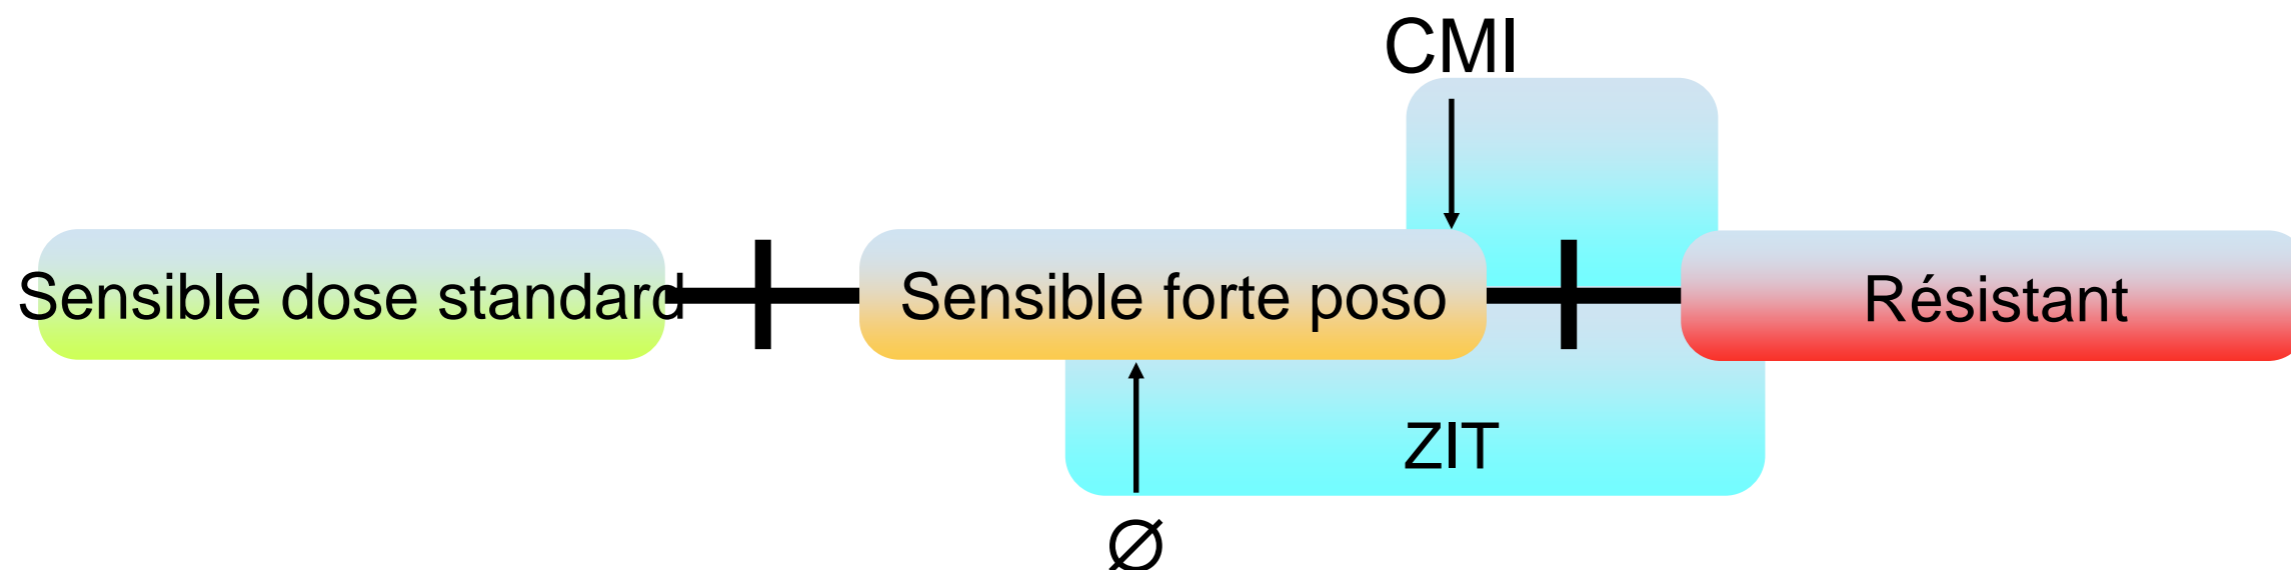 CMI
Sensible dose standard
Sensible forte poso
Résistant
ZIT
Ø